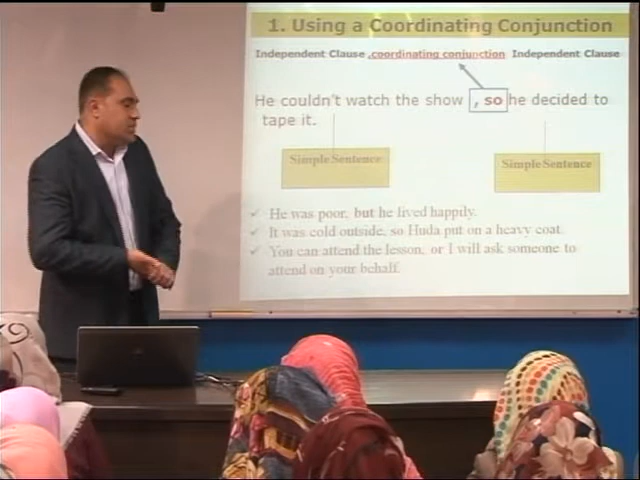 1. Using a Coordinating Conjunction
Independent Clause ,coordinating conjunction Independent Clause
He couldn't watch the show , so he decided to
tape it.
Simple Sentence Simple Sentence
✓ He was poor, but he lived happily.
✓ It was cold outside, so Huda put on a heavy coat.
✓ You can attend the lesson, or I will ask someone to
attend on your behalf.